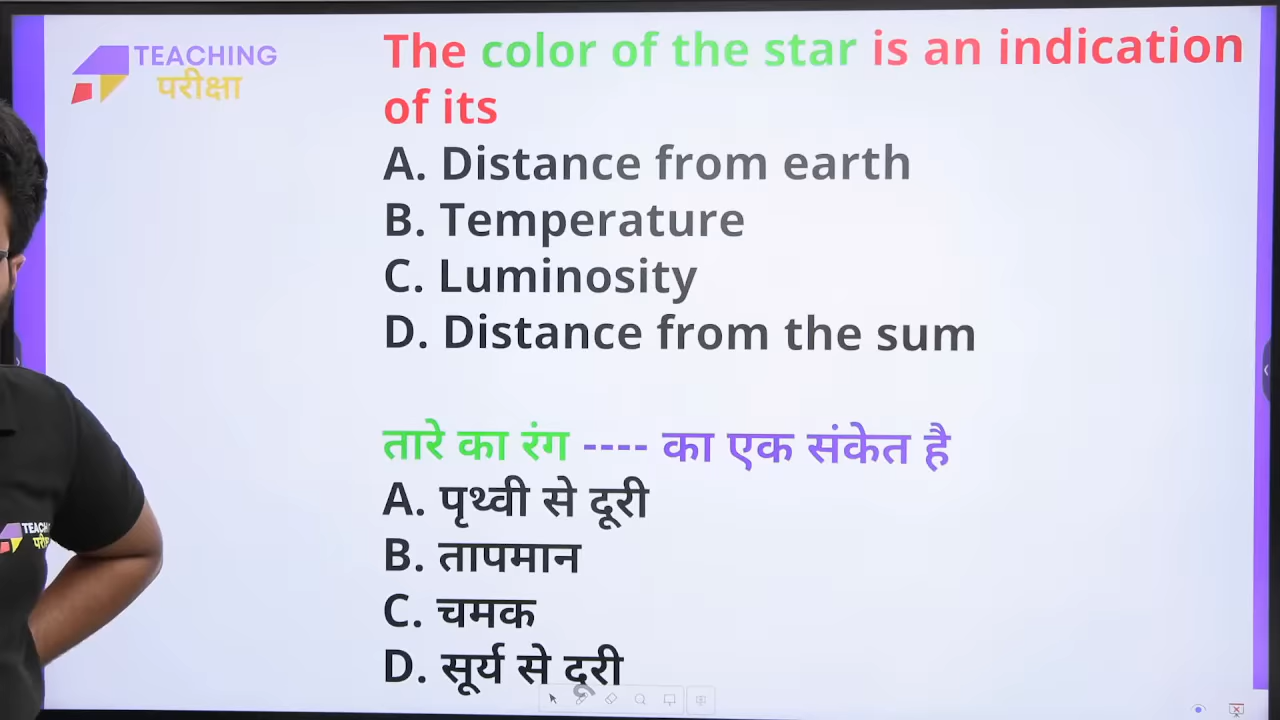 TEACHING
परीक्षा
The color of the star is an indication
of its
A. Distance from earth
B. Temperature
C. Luminosity
D. Distance from the sum
तारे का रंग ---- का एक संकेत है
A. पृथ्वी से दूरी
B. तापमान
C. चमक
D. सूर्य से दूरी